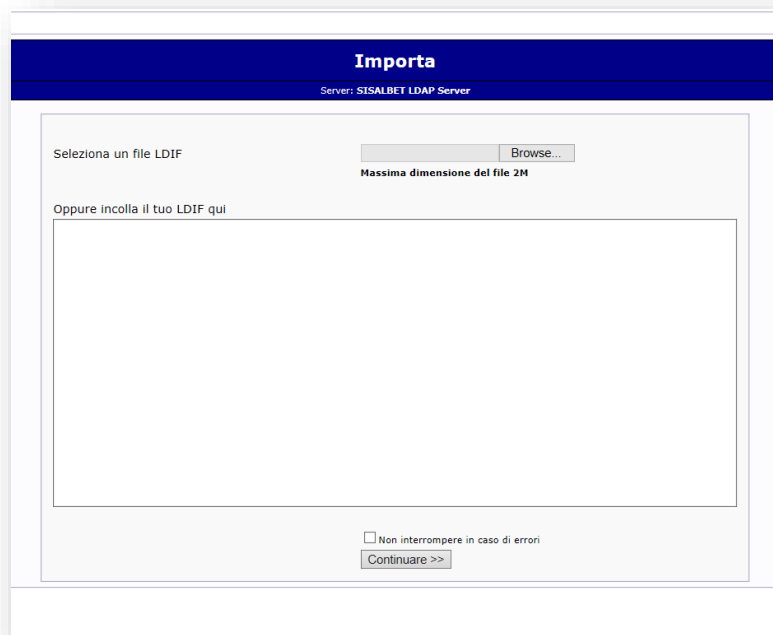 Importa
Server: SISALBET LDAP Server
Seleziona un file LDIF
Browse...
Massima dimensione del file 2M
Oppure incolla il tuo LDIF qui
Non interrompere in caso di errori
Continuare >>